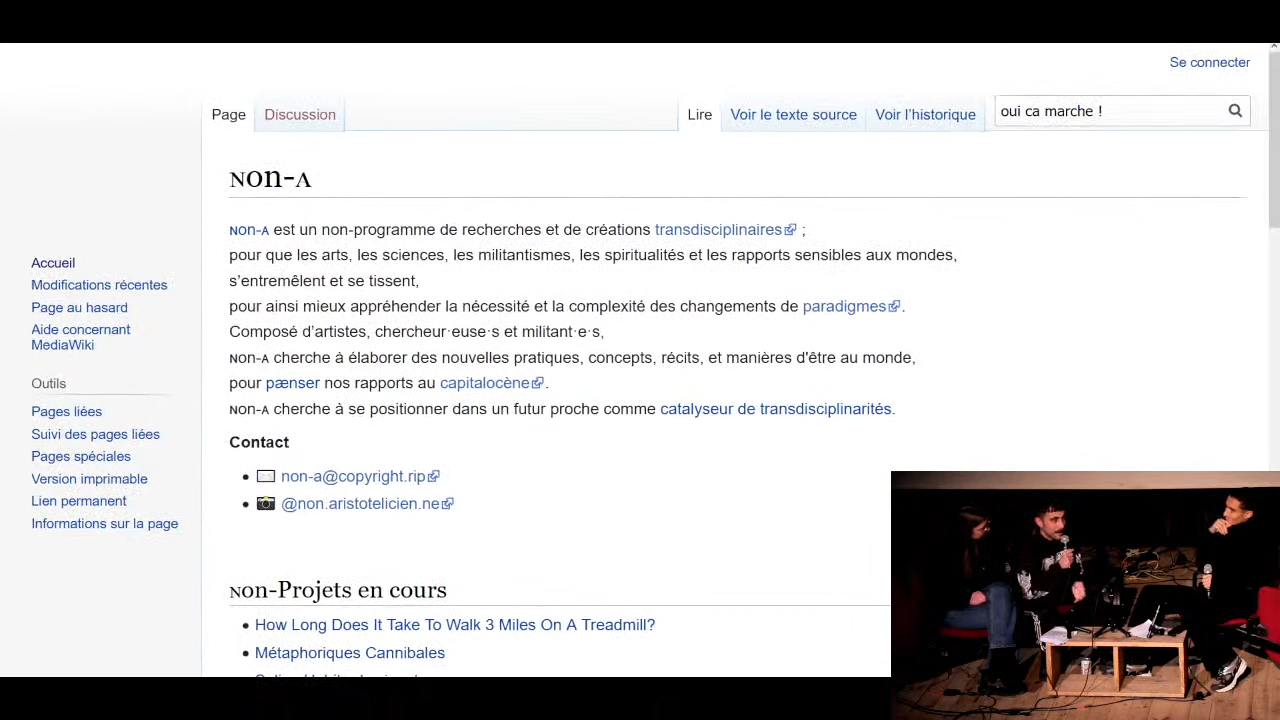 Se connecter
Page
Discussion
Lire
Voir le texte source
Voir l'historique
oui ca marche !
NON-A
Accueil
Modifications récentes
Page au hasard
Aide concernant
MediaWiki
Outils
Pages liées
Suivi des pages liées
Pages spéciales
Version imprimable
Lien permanent
Informations sur la page
NON-A est un non-programme de recherches et de créations transdisciplinaires ;
pour que les arts, les sciences, les militantismes, les spiritualités et les rapports sensibles aux mondes,
s’entremêlent et se tissent,
pour ainsi mieux appréhender la nécessité et la complexité des changements de paradigmes.
Composé d’artistes, chercheur·euse·s et militant·e·s,
NON-A cherche à élaborer des nouvelles pratiques, concepts, récits, et manières d'être au monde,
pour pænser nos rapports au capitalocène.
NON-A cherche à se positionner dans un futur proche comme catalyseur de transdisciplinarités.
Contact
non-a@copyright.rip
@non.aristotelicien.ne
NON-Projets en cours
How Long Does It Take To Walk 3 Miles On A Treadmill?
Métaphoriques Cannibales